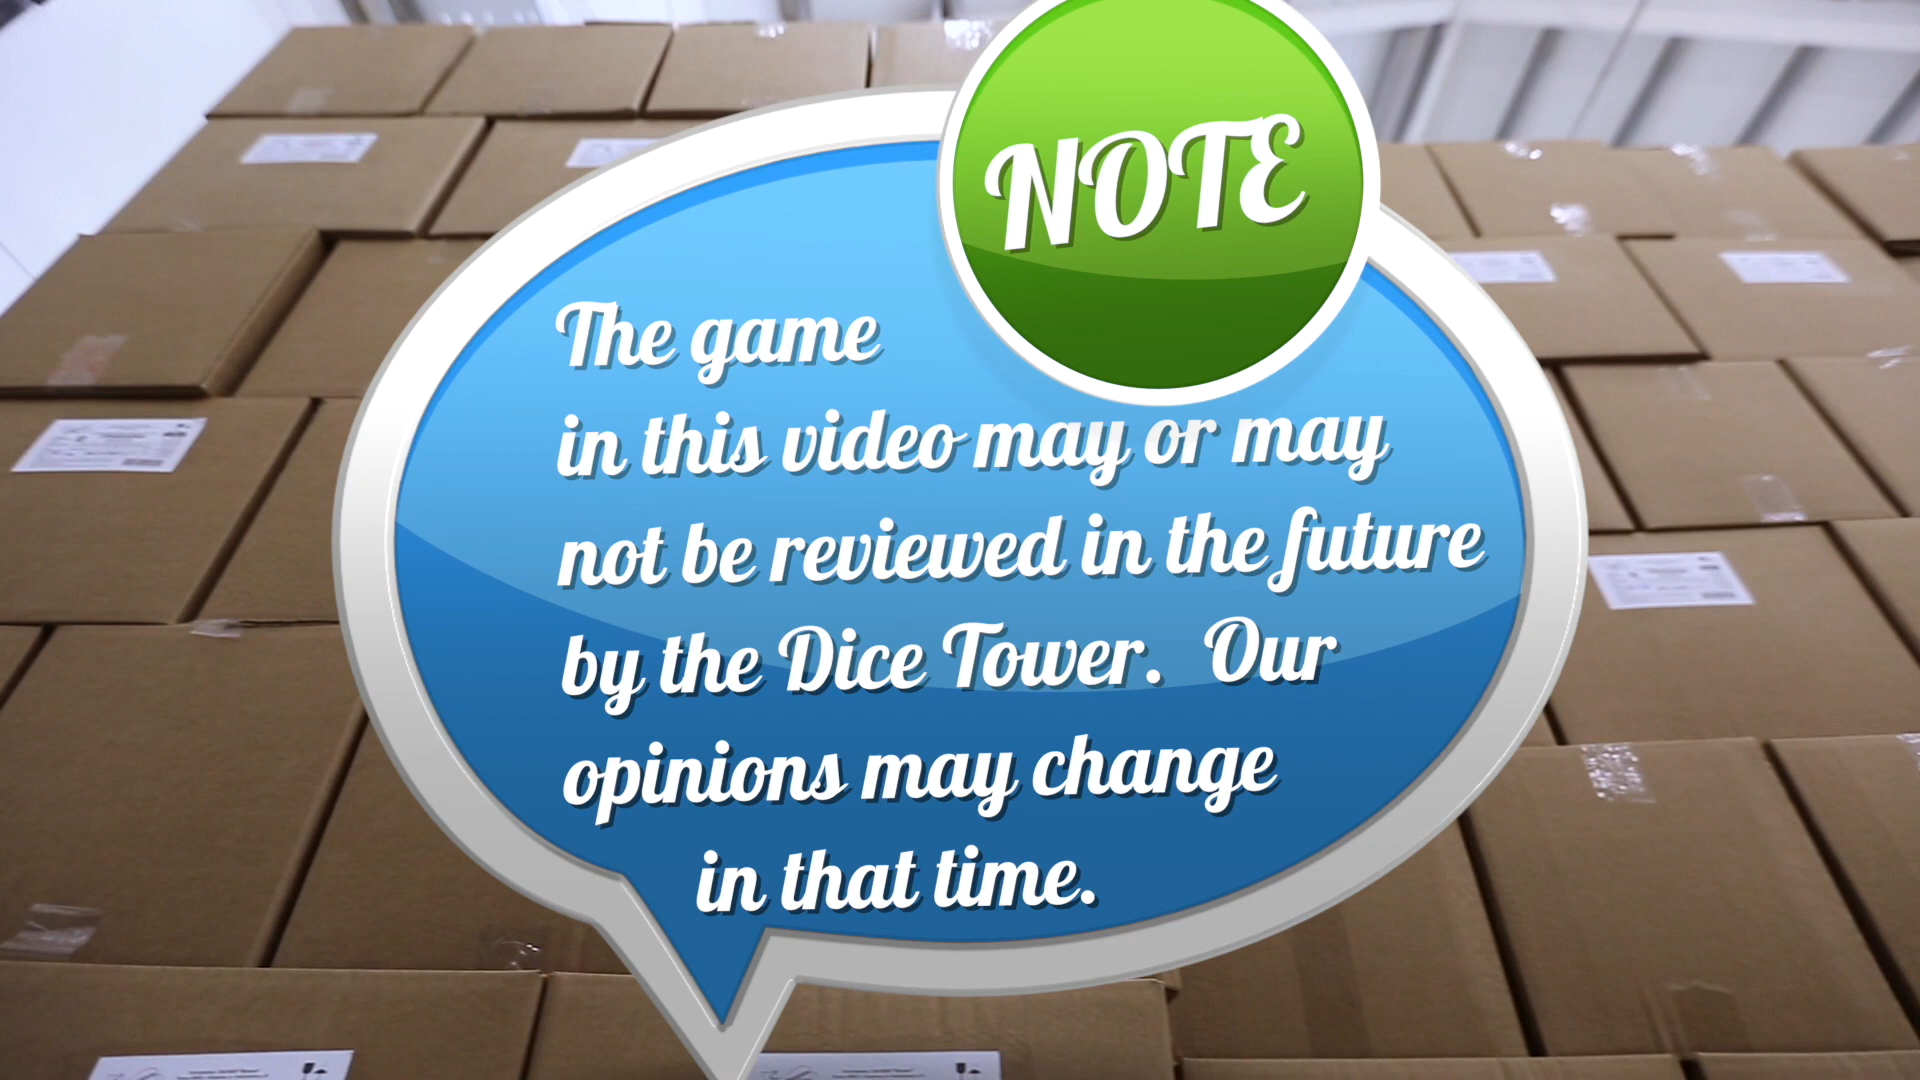 NOTE
The game
in this video may or may
not be reviewed in the future
by the Dice Tower. Our
opinions may change
in that time.